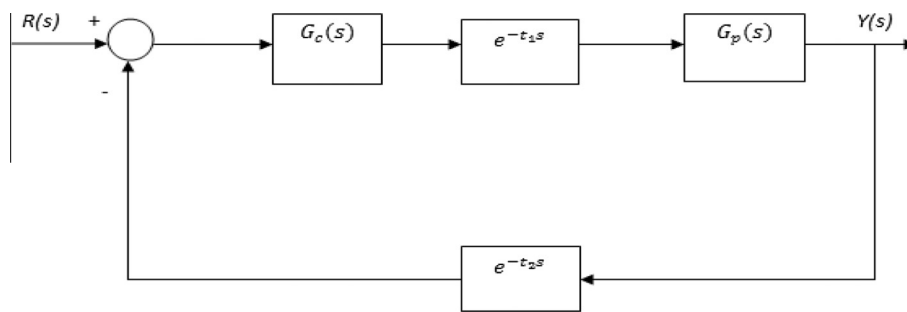 R(s)
+
G_c(s)
e^{-t_1 s}
G_p(s)
Y(s)
-
e^{-t_2 s}